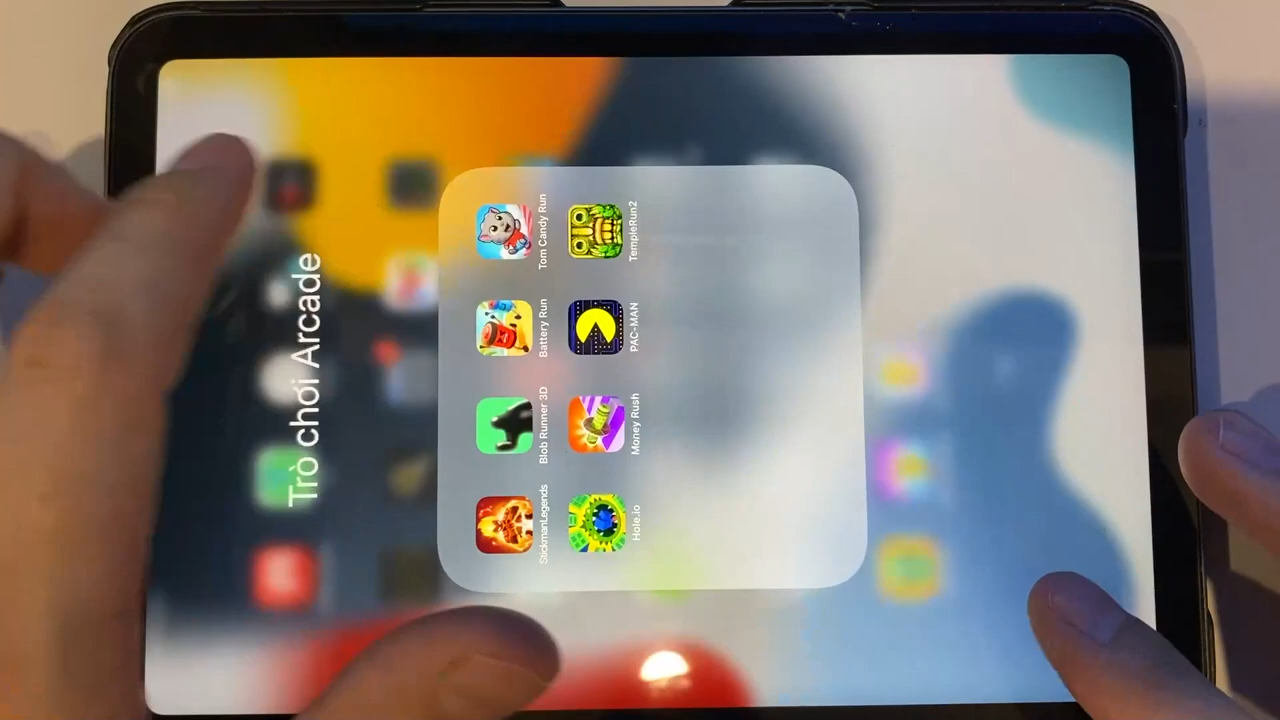 Trò chơi Arcade
StickmanLegends
Blob Runner 3D
Battery Run
Tom Candy Run
Hole.io
Money Rush
PAC-MAN
TempleRun2